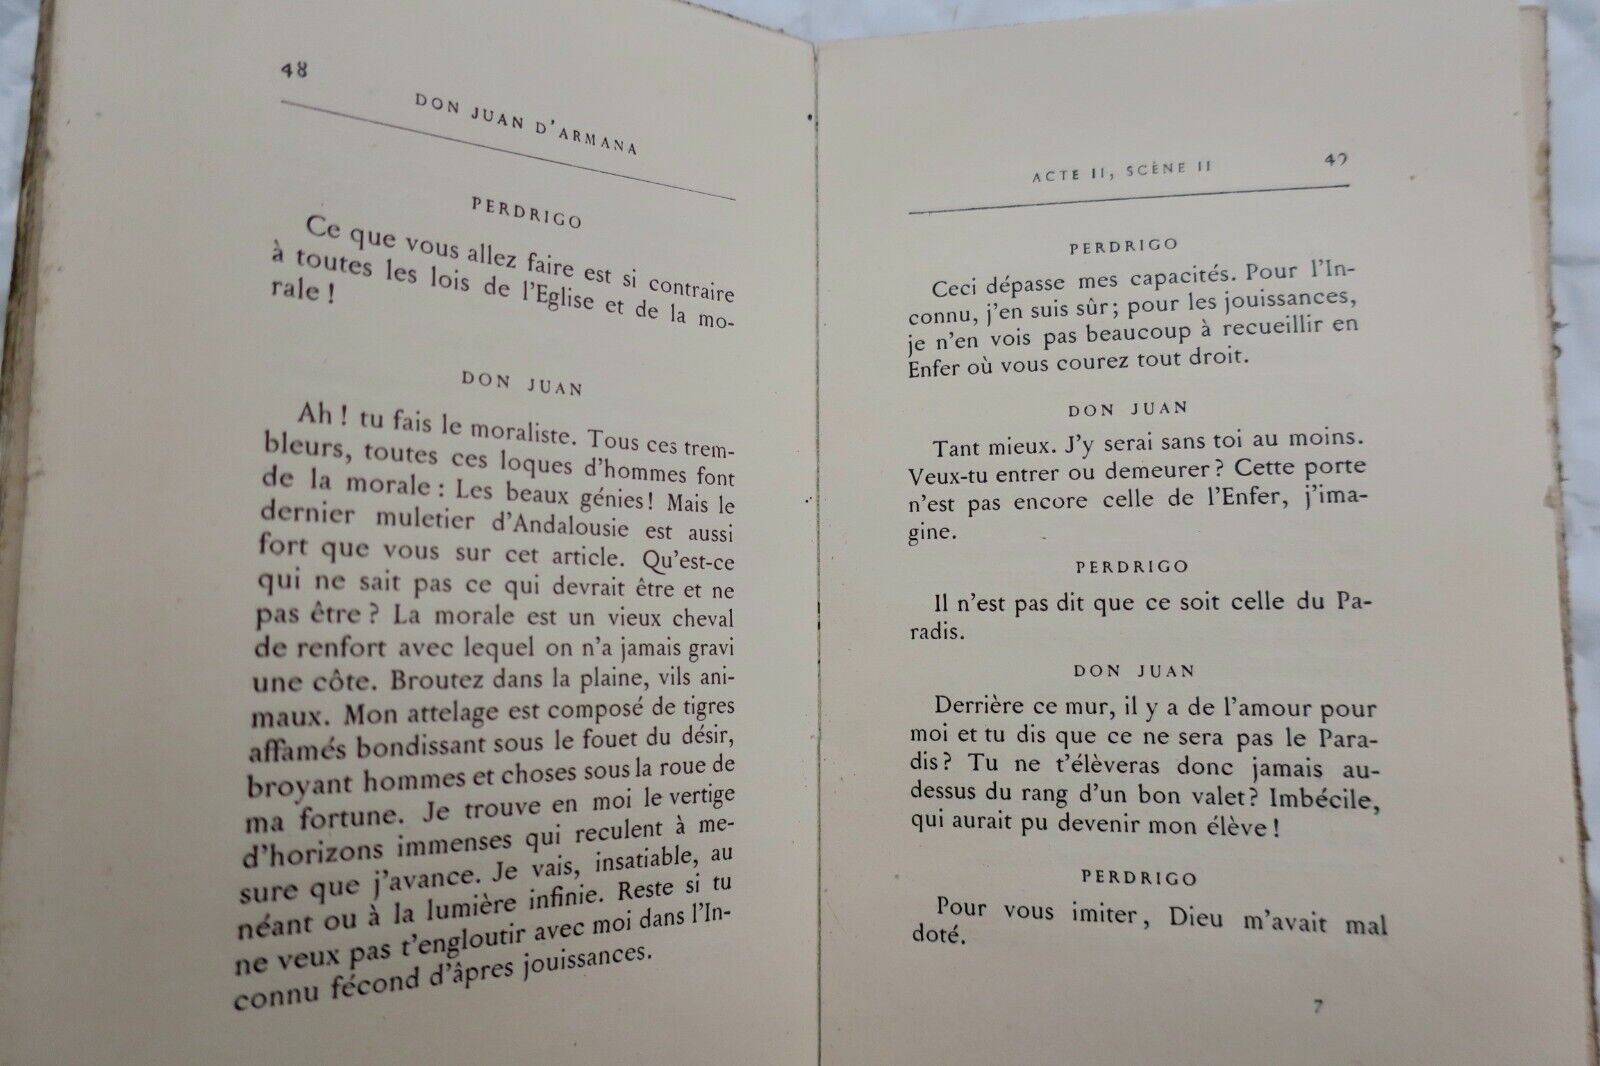 48
DON JUAN D'ARMANA
PERDRIGO
Ce que vous allez faire est si contraire
à toutes les lois de l'Eglise et de la mo-
rale !
DON JUAN
Ah ! tu fais le moraliste. Tous ces trem-
bleurs, toutes ces loques d'hommes font
de la morale : Les beaux génies ! Mais le
dernier muletier d'Andalousie est aussi
fort que vous sur cet article. Qu'est-ce
qui ne sait pas ce qui devrait être et ne
pas être ? La morale est un vieux cheval
de renfort avec lequel on n'a jamais gravi
une côte. Broutez dans la plaine, vils ani-
maux. Mon attelage est composé de tigres
affamés bondissant sous le fouet du désir,
broyant hommes et choses sous la roue de
ma fortune. Je trouve en moi le vertige
d'horizons immenses qui reculent à me-
sure que j'avance. Je vais, insatiable, au
néant ou à la lumière infinie. Reste si tu
ne veux pas t'engloutir avec moi dans l'In-
connu fécond d'âpres jouissances.
ACTE II, SCÈNE II
49
PERDRIGO
Ceci dépasse mes capacités. Pour l'In-
connu, j'en suis sûr ; pour les jouissances,
je n'en vois pas beaucoup à recueillir en
Enfer où vous courez tout droit.
DON JUAN
Tant mieux. J'y serai sans toi au moins.
Veux-tu entrer ou demeurer ? Cette porte
n'est pas encore celle de l'Enfer, j'ima-
gine.
PERDRIGO
Il n'est pas dit que ce soit celle du Pa-
radis.
DON JUAN
Derrière ce mur, il y a de l'amour pour
moi et tu dis que ce ne sera pas le Para-
dis ? Tu ne t'élèveras donc jamais au-
dessus du rang d'un bon valet ? Imbécile,
qui aurait pu devenir mon élève !
PERDRIGO
Pour vous imiter, Dieu m'avait mal
doté.
7